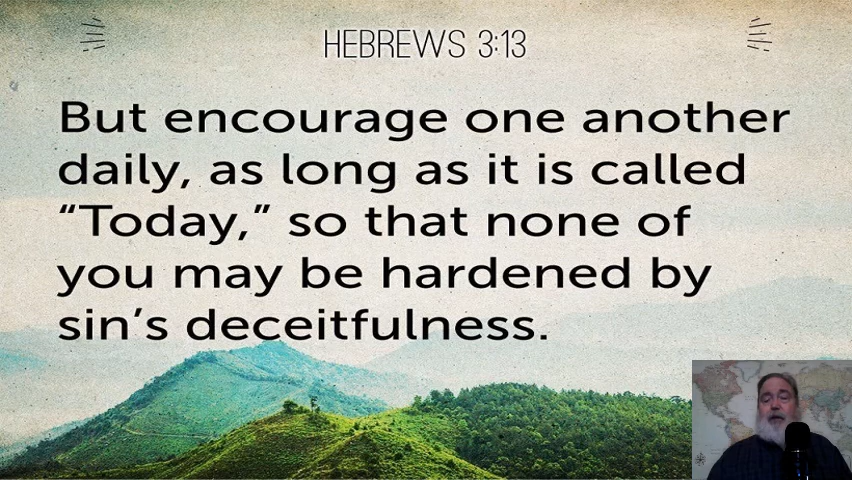 HEBREWS 3:13
But encourage one another
daily, as long as it is called
“Today,” so that none of
you may be hardened by
sin’s deceitfulness.